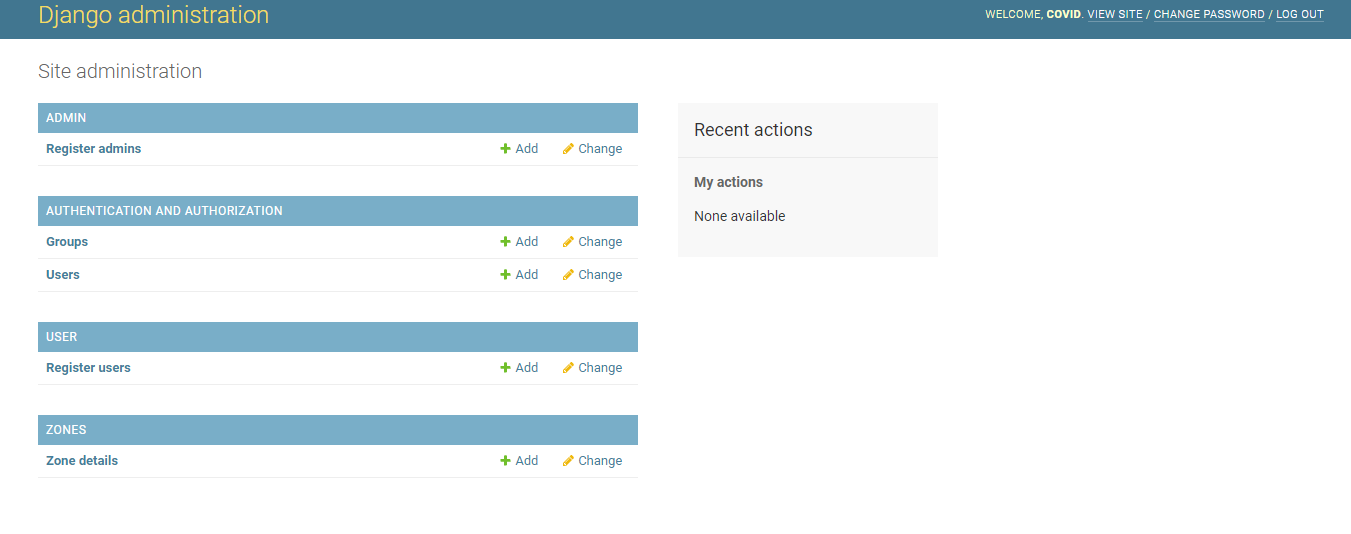 Django administration
WELCOME, COVID. VIEW SITE / CHANGE PASSWORD / LOG OUT
Site administration
ADMIN
Register admins Add Change
AUTHENTICATION AND AUTHORIZATION
Groups Add Change
Users Add Change
USER
Register users Add Change
ZONES
Zone details Add Change
Recent actions
My actions
None available